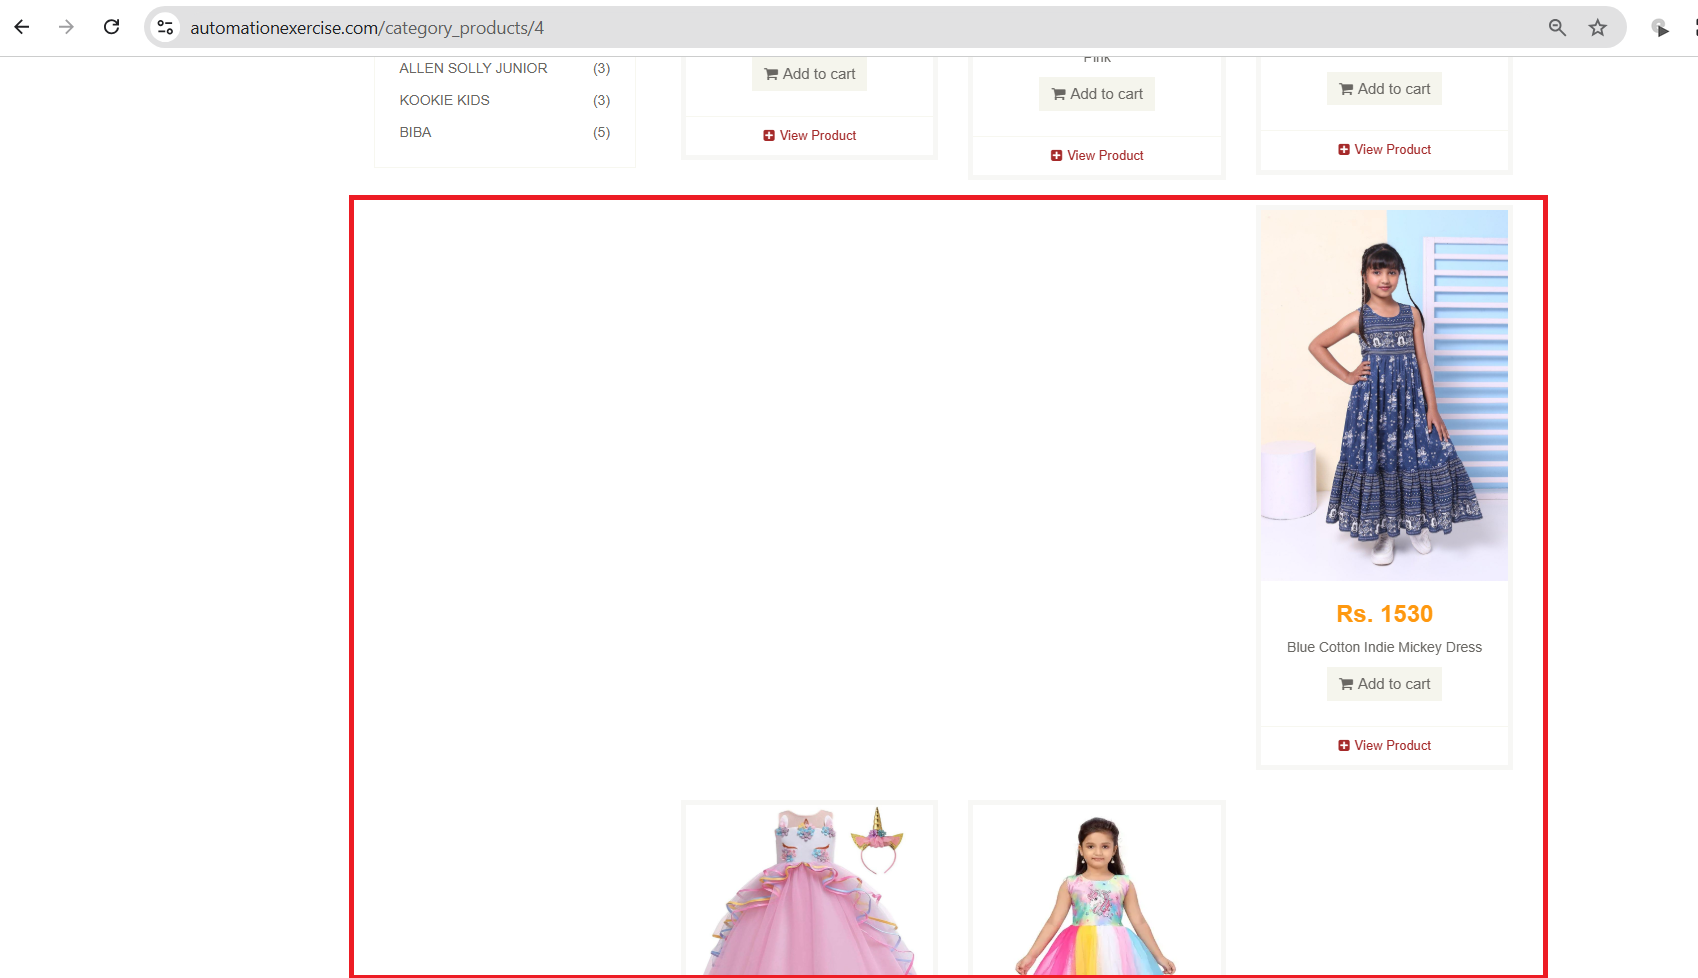 automationexercise.com/category_products/4
ALLEN SOLLY JUNIOR (3)
KOOKIE KIDS (3)
BIBA (5)
Add to cart
View Product
Pink
Add to cart
View Product
Add to cart
View Product
Rs. 1530
Blue Cotton Indie Mickey Dress
Add to cart
View Product